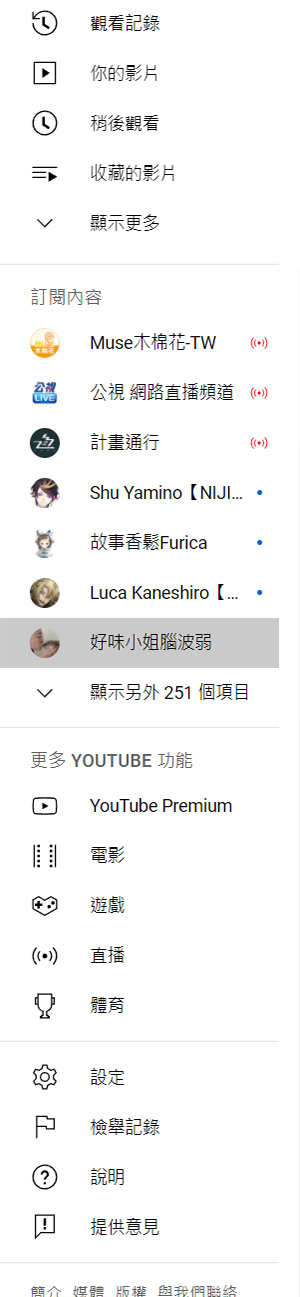 觀看記錄
你的影片
稍後觀看
收藏的影片
顯示更多
訂閱內容
Muse木棉花-TW
公視 網路直播頻道
計畫通行
Shu Yamino【NIJI...
故事香鬆Furica
Luca Kaneshiro【...
好味小姐腦波弱
顯示另外 251 個項目
更多 YOUTUBE 功能
YouTube Premium
電影
遊戲
直播
體育
設定
檢舉記錄
說明
提供意見
簡介 媒體 版權 與我們聯絡